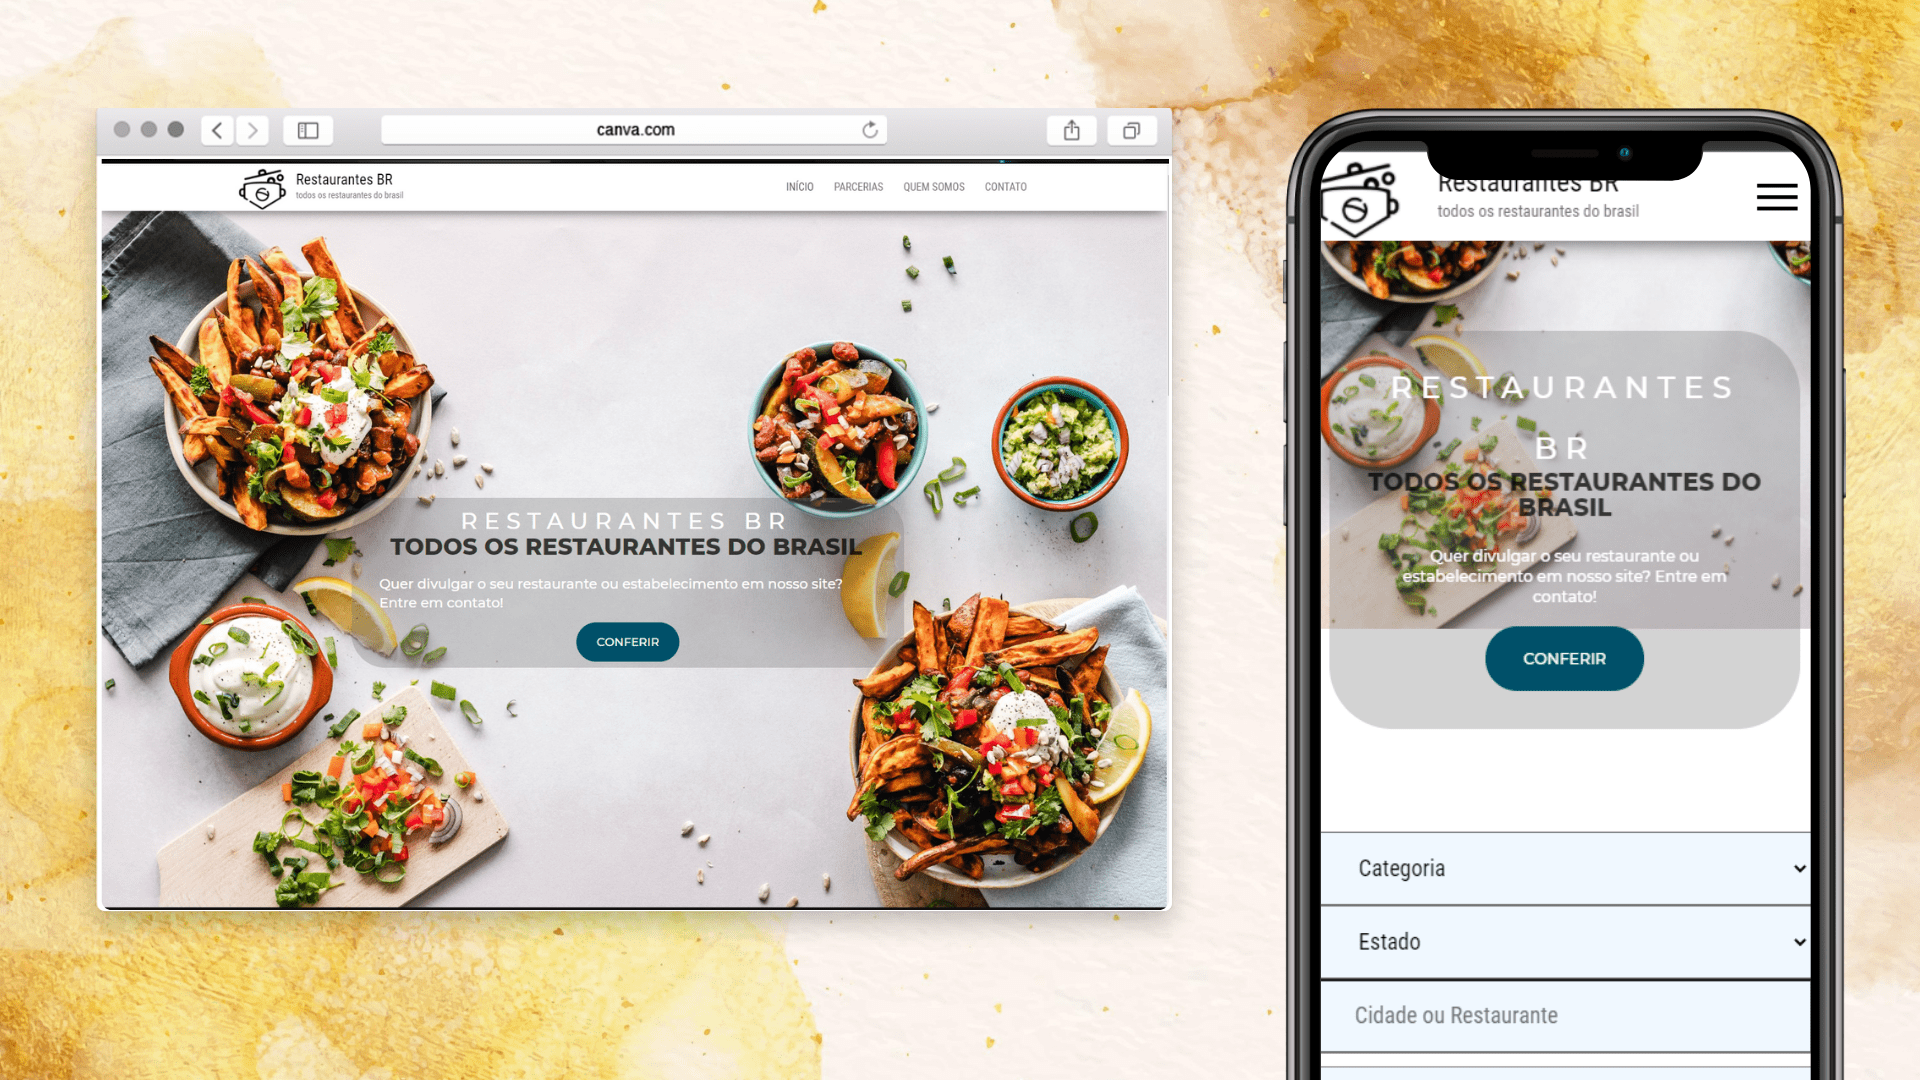 canva.com
Restaurantes BR
todos os restaurantes do brasil
INÍCIO PARCERIAS QUEM SOMOS CONTATO
RESTAURANTES BR
TODOS OS RESTAURANTES DO BRASIL
Quer divulgar o seu restaurante ou estabelecimento em nosso site?
Entre em contato!
CONFERIR
Restaurantes BR
todos os restaurantes do brasil
RESTAURANTES
BR
TODOS OS RESTAURANTES DO
BRASIL
Quer divulgar o seu restaurante ou
estabelecimento em nosso site? Entre em
contato!
CONFERIR
Categoria
Estado
Cidade ou Restaurante